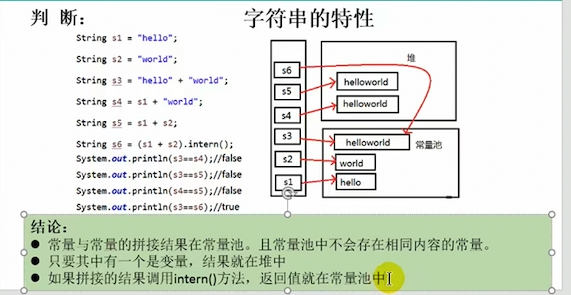 判 断：
字符串的特性
String s1 = "hello";
String s2 = "world";
String s3 = "hello" + "world";
String s4 = s1 + "world";
String s5 = s1 + s2;
String s6 = (s1 + s2).intern();
System.out.println(s3==s4);//false
System.out.println(s3==s5);//false
System.out.println(s4==s5);//false
System.out.println(s3==s6);//true
堆
s6
s5
helloworld
s4
helloworld
s3
helloworld
常量池
s2
world
s1
hello
结论：
● 常量与常量的拼接结果在常量池。且常量池中不会存在相同内容的常量。
● 只要其中有一个是变量，结果就在堆中
● 如果拼接的结果调用intern()方法，返回值就在常量池中